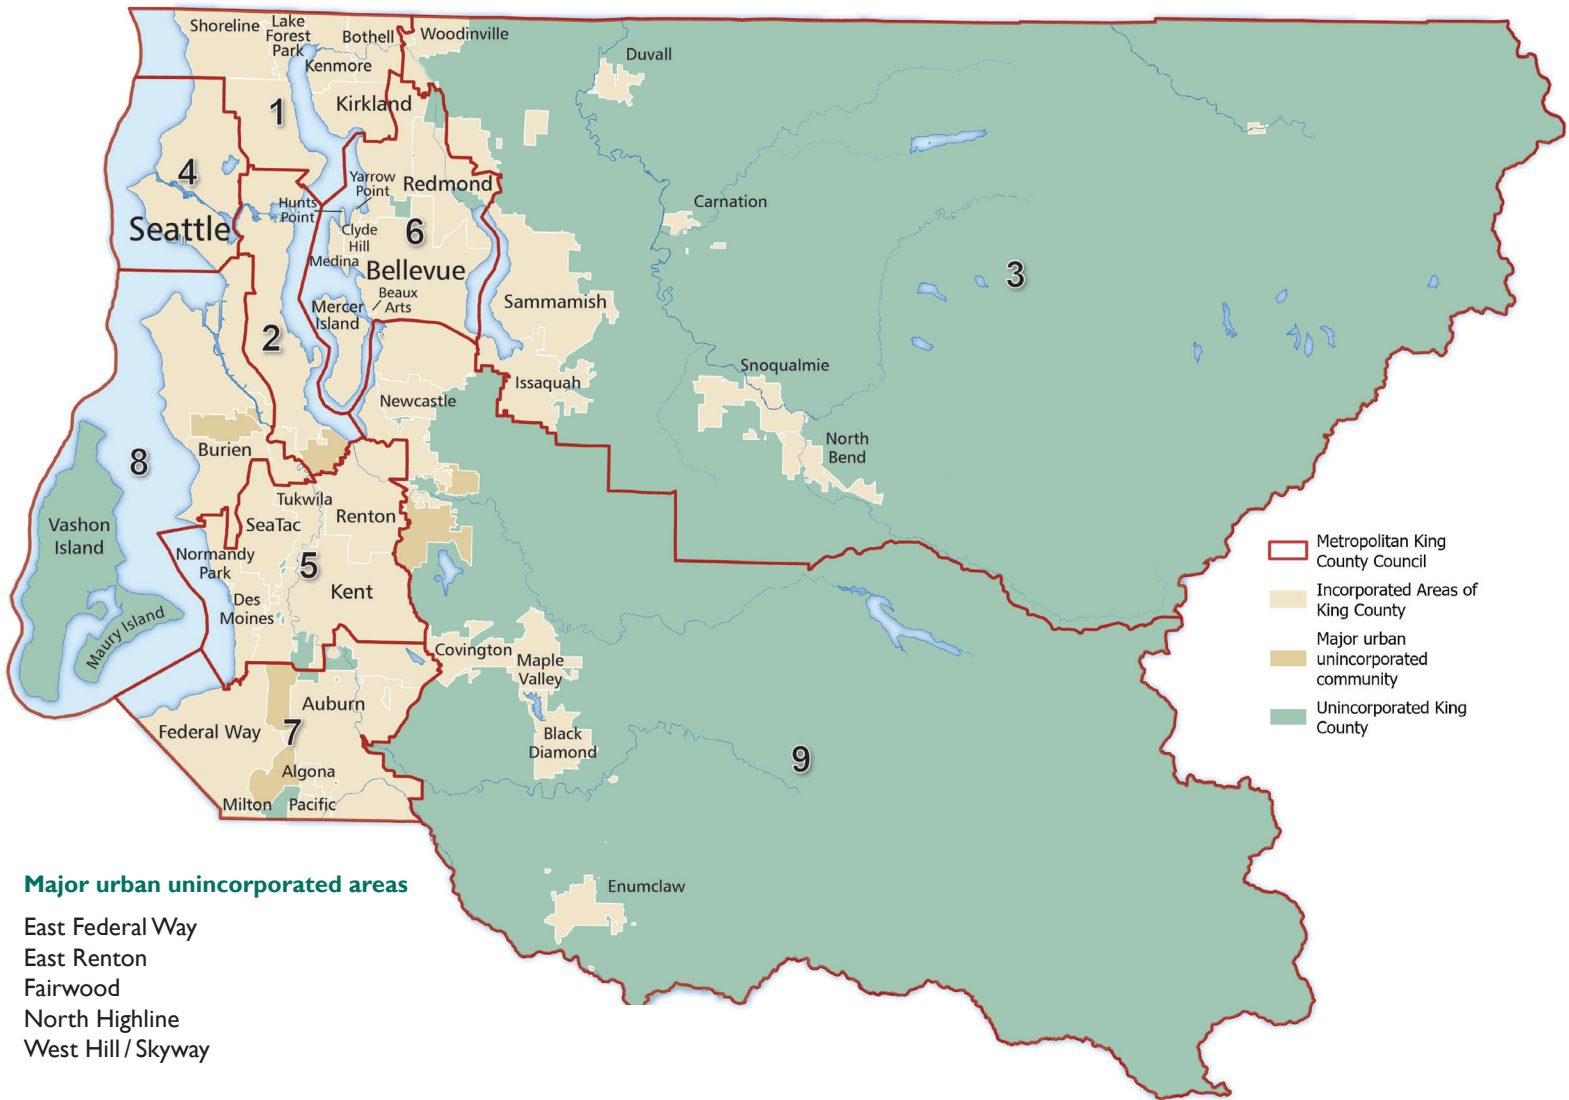 Shoreline
Lake
Forest
Park
Bothell
Woodinville
Kenmore
Duvall
Kirkland
1
4
Yarrow
Point
Redmond
Hunts
Point
Carnation
Seattle
Clyde
Hill
6
Medina
Bellevue
3
Beaux
Arts
Mercer
Island
Sammamish
2
Snoqualmie
Issaquah
Newcastle
North
Bend
Burien
8
Tukwila
Renton
SeaTac
Vashon
Island
Normandy
Park
5
Kent
Des
Moines
Maury Island
Covington
Maple
Valley
Auburn
Federal Way
7
Black
Diamond
9
Algona
Milton
Pacific
Enumclaw
Metropolitan King
County Council
Incorporated Areas of
King County
Major urban
unincorporated
community
Unincorporated King
County
Major urban unincorporated areas
East Federal Way
East Renton
Fairwood
North Highline
West Hill / Skyway